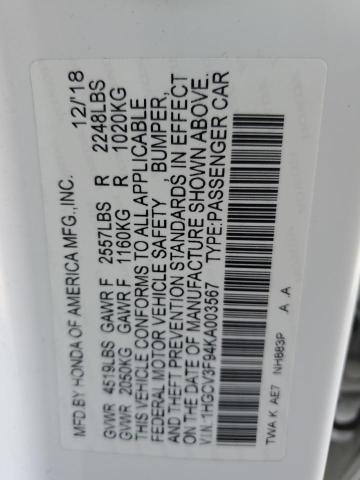 MFD BY HONDA OF AMERICA MFG., INC. 12/18
GVWR 4519LBS GAWR F 2557LBS R 2248LBS
GVWR 2050KG GAWR F 1160KG R 1020KG
THIS VEHICLE CONFORMS TO ALL APPLICABLE
FEDERAL MOTOR VEHICLE SAFETY, BUMPER,
AND THEFT PREVENTION STANDARDS IN EFFECT
ON THE DATE OF MANUFACTURE SHOWN ABOVE.
V.I.N.:1HGCV3F94KA003567 TYPE:PASSENGER CAR
TWA K AE7 NH883P A A